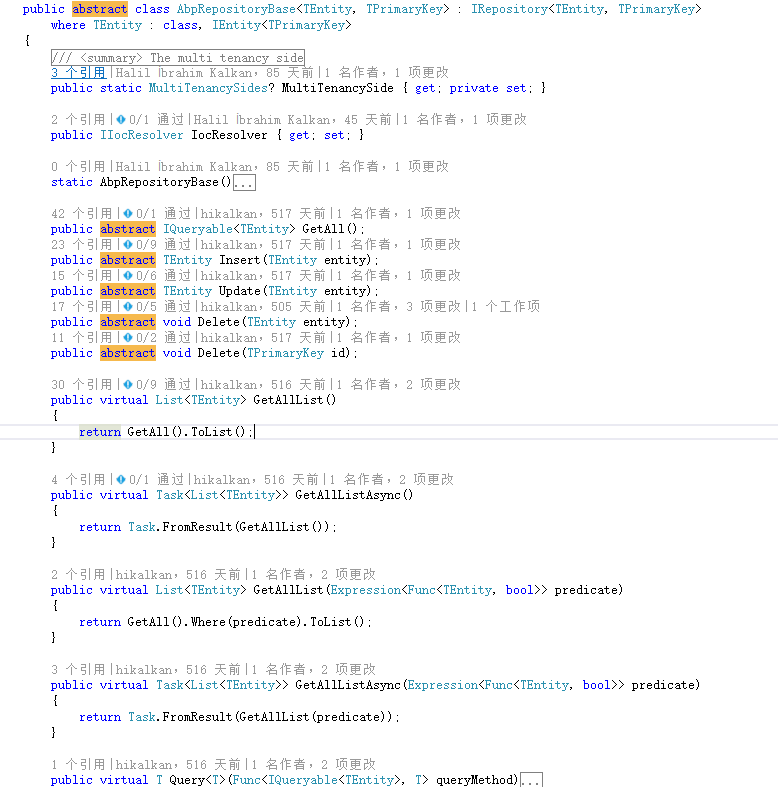 public abstract class AbpRepositoryBase<TEntity, TPrimaryKey> : IRepository<TEntity, TPrimaryKey>
where TEntity : class, IEntity<TPrimaryKey>
{
/// <summary> The multi tenancy side
3 个引用|Halil İbrahim Kalkan，85 天前|1 名作者，1 项更改
public static MultiTenancySides? MultiTenancySide { get; private set; }
2 个引用|0/1 通过|Halil İbrahim Kalkan，45 天前|1 名作者，1 项更改
public IIocResolver IocResolver { get; set; }
0 个引用|Halil İbrahim Kalkan，85 天前|1 名作者，1 项更改
static AbpRepositoryBase()...
42 个引用|0/1 通过|hikalkan，517 天前|1 名作者，1 项更改
public abstract IQueryable<TEntity> GetAll();
23 个引用|0/9 通过|hikalkan，517 天前|1 名作者，1 项更改
public abstract TEntity Insert(TEntity entity);
15 个引用|0/6 通过|hikalkan，517 天前|1 名作者，1 项更改
public abstract TEntity Update(TEntity entity);
17 个引用|0/5 通过|hikalkan，505 天前|1 名作者，3 项更改|1 个工作项
public abstract void Delete(TEntity entity);
11 个引用|0/2 通过|hikalkan，517 天前|1 名作者，1 项更改
public abstract void Delete(TPrimaryKey id);
30 个引用|0/9 通过|hikalkan，516 天前|1 名作者，2 项更改
public virtual List<TEntity> GetAllList()
{
return GetAll().ToList();
}
4 个引用|0/1 通过|hikalkan，516 天前|1 名作者，2 项更改
public virtual Task<List<TEntity>> GetAllListAsync()
{
return Task.FromResult(GetAllList());
}
2 个引用|hikalkan，516 天前|1 名作者，2 项更改
public virtual List<TEntity> GetAllList(Expression<Func<TEntity, bool>> predicate)
{
return GetAll().Where(predicate).ToList();
}
3 个引用|hikalkan，516 天前|1 名作者，2 项更改
public virtual Task<List<TEntity>> GetAllListAsync(Expression<Func<TEntity, bool>> predicate)
{
return Task.FromResult(GetAllList(predicate));
}
1 个引用|hikalkan，516 天前|1 名作者，2 项更改
public virtual T Query<T>(Func<IQueryable<TEntity>, T> queryMethod)...